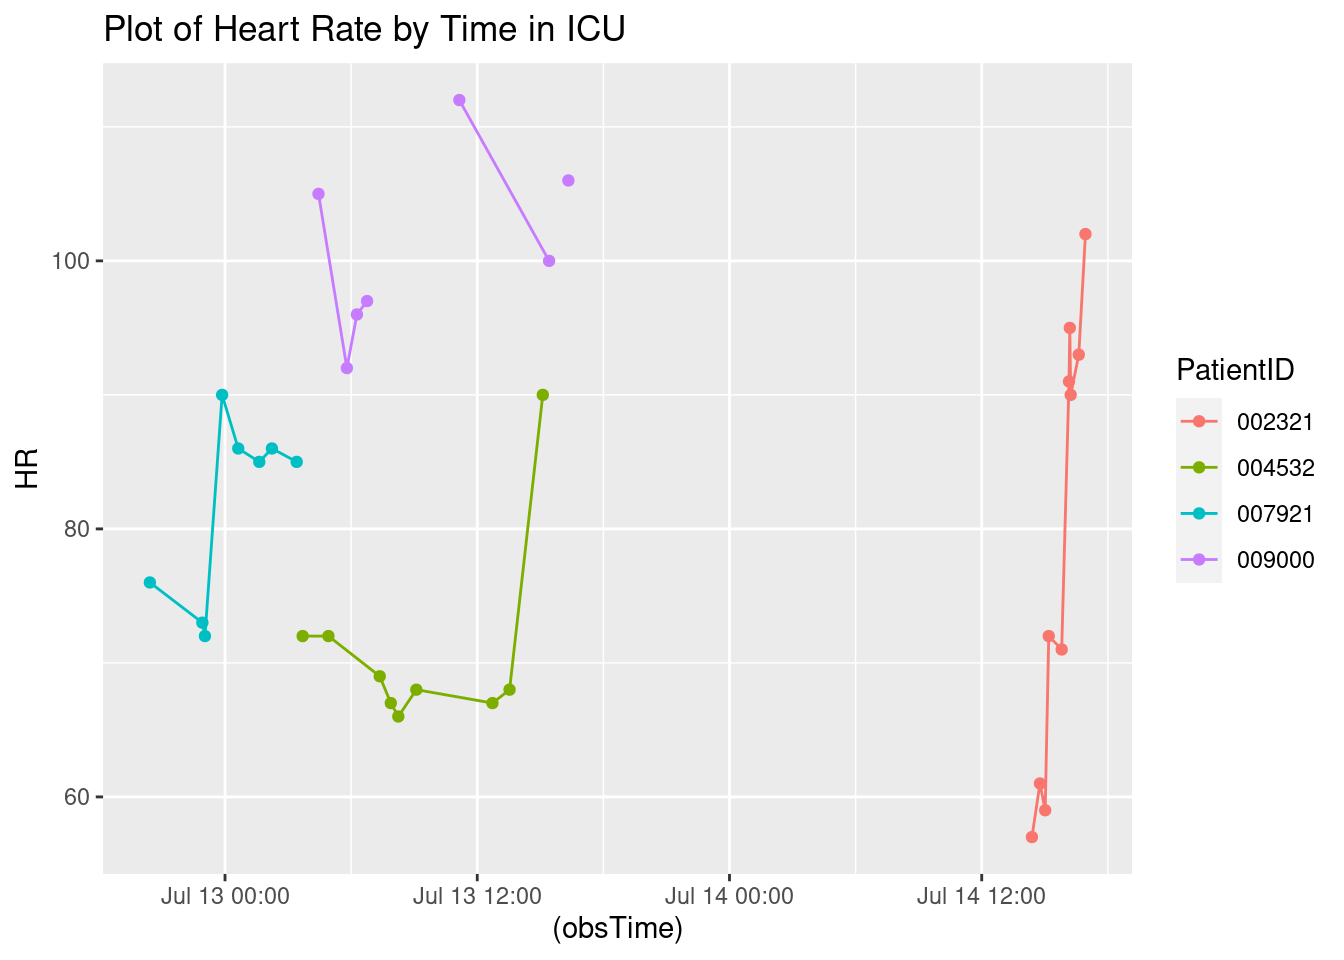 Plot of Heart Rate by Time in ICU
HR
100
80
60
Jul 13 00:00
Jul 13 12:00
Jul 14 00:00
Jul 14 12:00
(obsTime)
PatientID
002321
004532
007921
009000